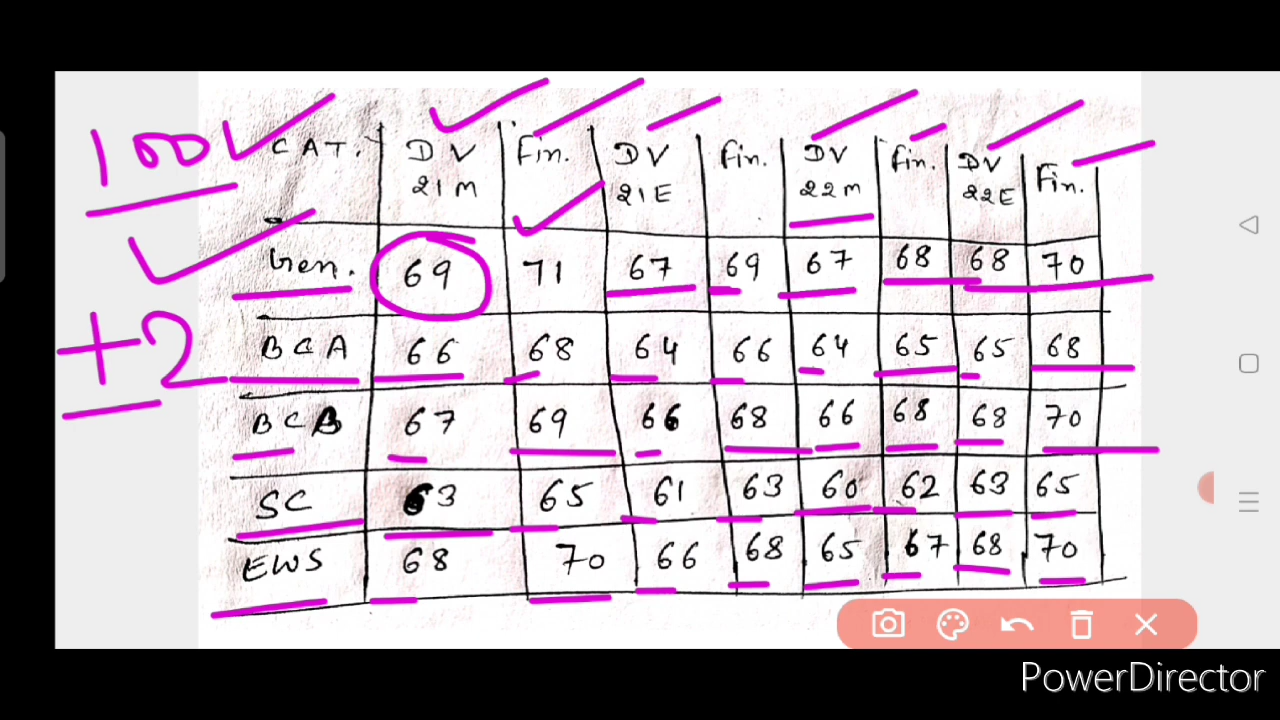 100
+2
CAT. DV 21M Fin. DV 21E Fin. DV 22M Fin. DV 22E Fin.
Gen. 69 71 67 69 67 68 68 70
BCA 66 68 64 66 64 65 65 68
BCB 67 69 66 68 66 68 68 70
SC 63 65 61 63 60 62 63 65
EWS 68 70 66 68 65 67 68 70
PowerDirector